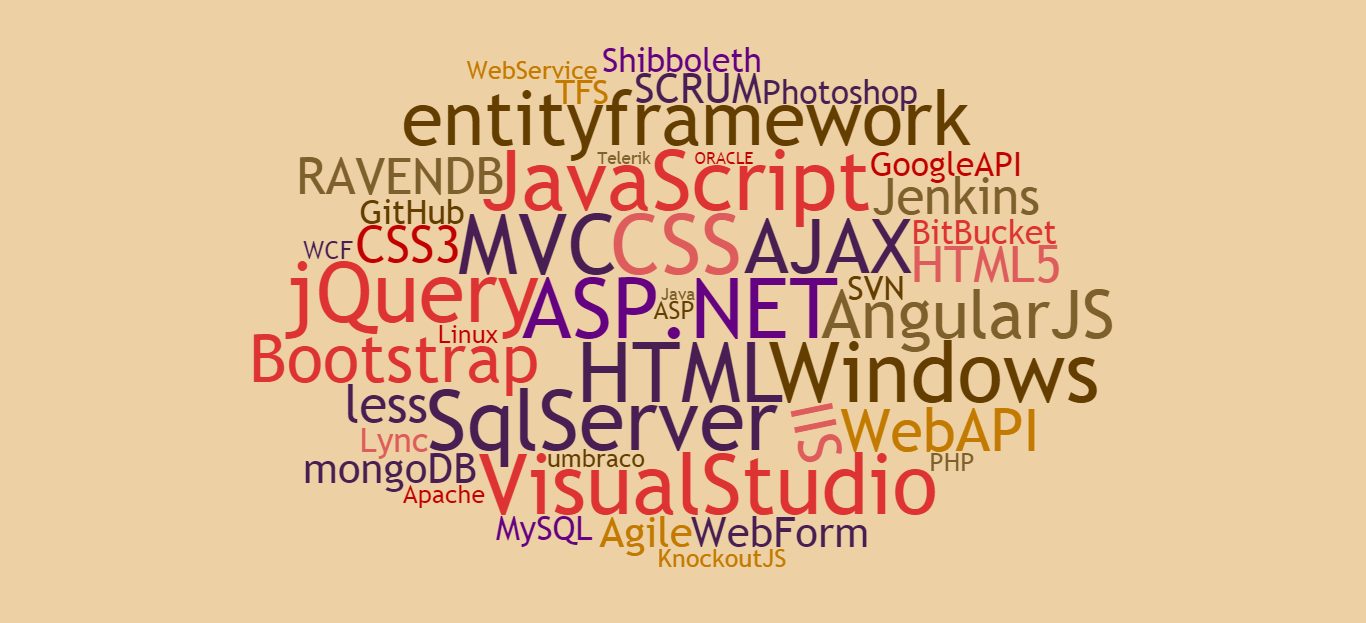 Shibboleth
WebService
TFS
SCRUM
Photoshop
entityframework
RAVENDB
JavaScript
Telerik
ORACLE
GoogleAPI
Jenkins
GitHub
WCF
CSS3
MVC
CSS
AJAX
BitBucket
HTML5
jQuery
ASP.NET
Java
ASP
SVN
AngularJS
Linux
Bootstrap
HTML
Windows
less
SqlServer
IIS
WebAPI
Lync
mongoDB
umbraco
VisualStudio
PHP
Apache
MySQL
Agile
WebForm
KnockoutJS